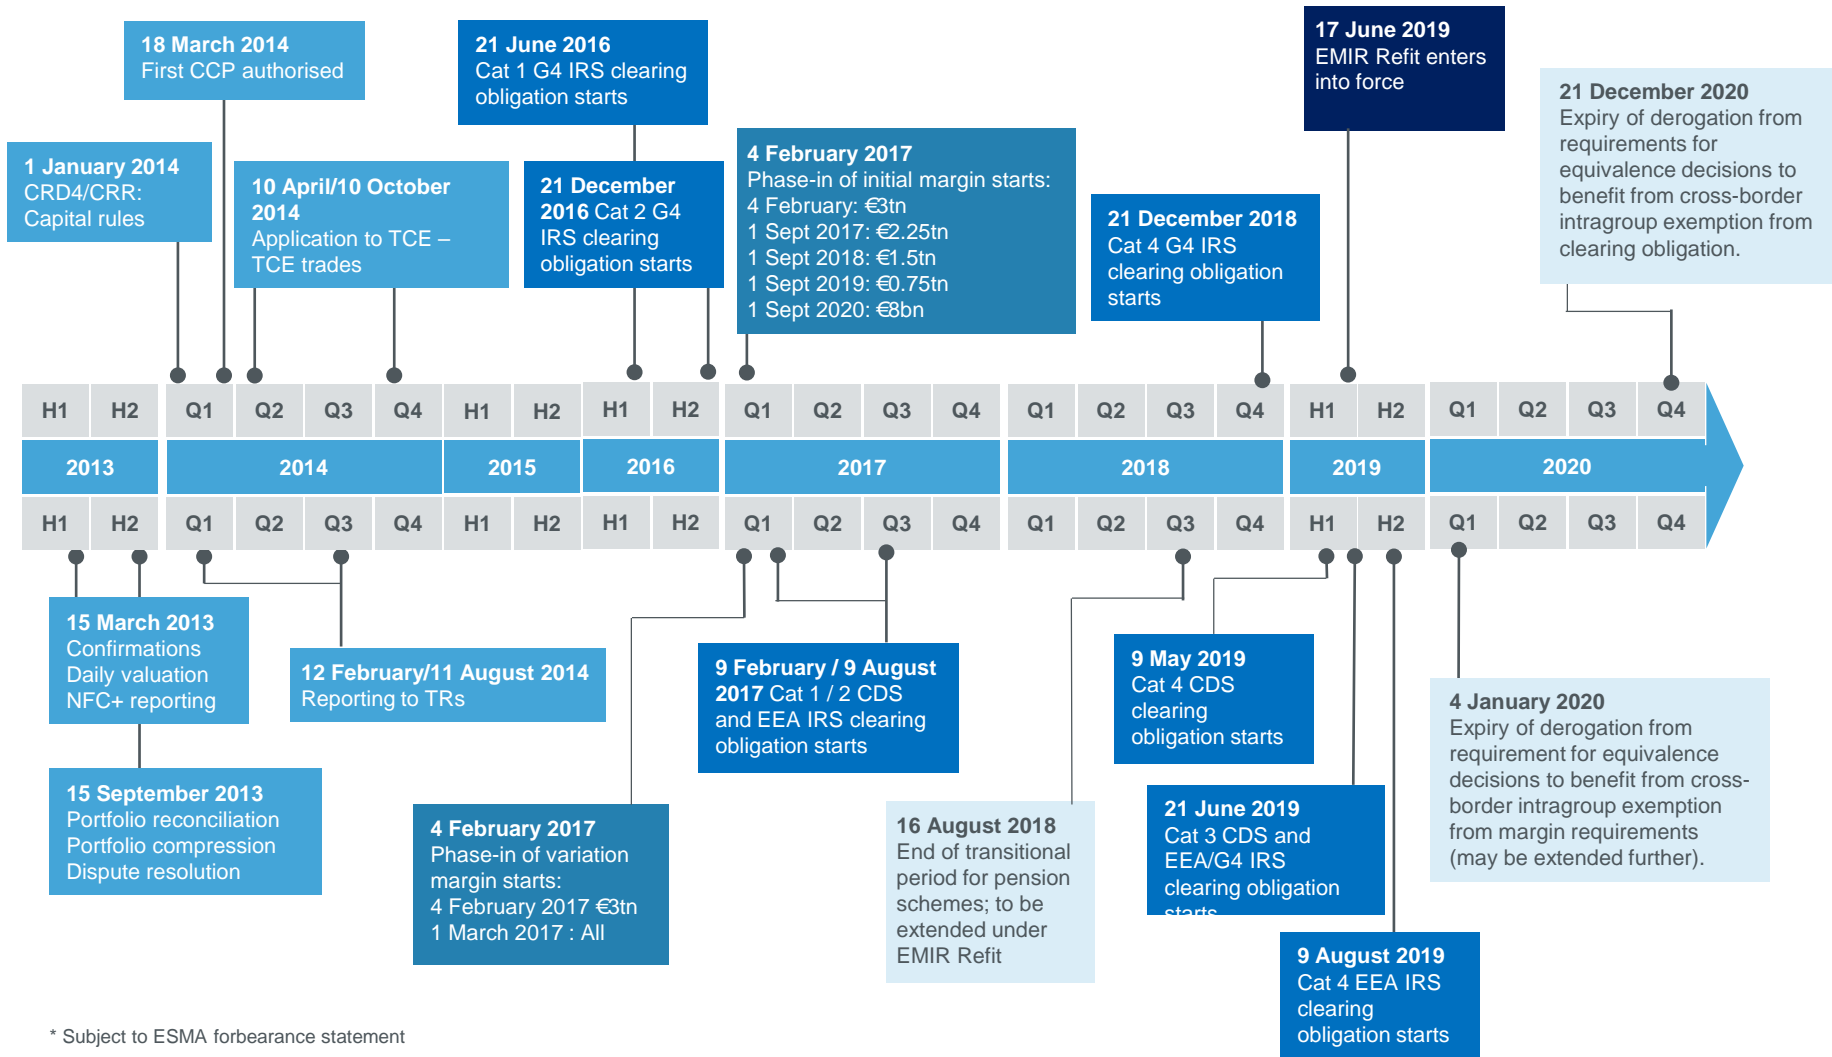 18 March 2014
First CCP authorised
21 June 2016
Cat 1 G4 IRS clearing
obligation starts
17 June 2019
EMIR Refit enters
into force
21 December 2020
Expiry of derogation from
requirements for
equivalence decisions to
benefit from cross-border
intragroup exemption from
clearing obligation.
1 January 2014
CRD4/CRR:
Capital rules
10 April/10 October
2014
Application to TCE –
TCE trades
21 December
2016 Cat 2 G4
IRS clearing
obligation starts
4 February 2017
Phase-in of initial margin starts:
4 February: €3tn
1 Sept 2017: €2.25tn
1 Sept 2018: €1.5tn
1 Sept 2019: €0.75tn
1 Sept 2020: €8bn
21 December 2018
Cat 4 G4 IRS
clearing obligation
starts
H1 H2 Q1 Q2 Q3 Q4 H1 H2 H1 H2 Q1 Q2 Q3 Q4 Q1 Q2 Q3 Q4 H1 H2 Q1 Q2 Q3 Q4
2013 2014 2015 2016 2017 2018 2019 2020
H1 H2 Q1 Q2 Q3 Q4 H1 H2 H1 H2 Q1 Q2 Q3 Q4 Q1 Q2 Q3 Q4 H1 H2 Q1 Q2 Q3 Q4
15 March 2013
Confirmations
Daily valuation
NFC+ reporting
12 February/11 August 2014
Reporting to TRs
9 February / 9 August
2017 Cat 1 / 2 CDS
and EEA IRS clearing
obligation starts
9 May 2019
Cat 4 CDS
clearing
obligation starts
4 January 2020
Expiry of derogation from
requirement for equivalence
decisions to benefit from cross-
border intragroup exemption
from margin requirements
(may be extended further).
15 September 2013
Portfolio reconciliation
Portfolio compression
Dispute resolution
4 February 2017
Phase-in of variation
margin starts:
4 February 2017 €3tn
1 March 2017 : All
16 August 2018
End of transitional
period for pension
schemes; to be
extended under
EMIR Refit
21 June 2019
Cat 3 CDS and
EEA/G4 IRS
clearing obligation
starts
9 August 2019
Cat 4 EEA IRS
clearing
obligation starts
* Subject to ESMA forbearance statement